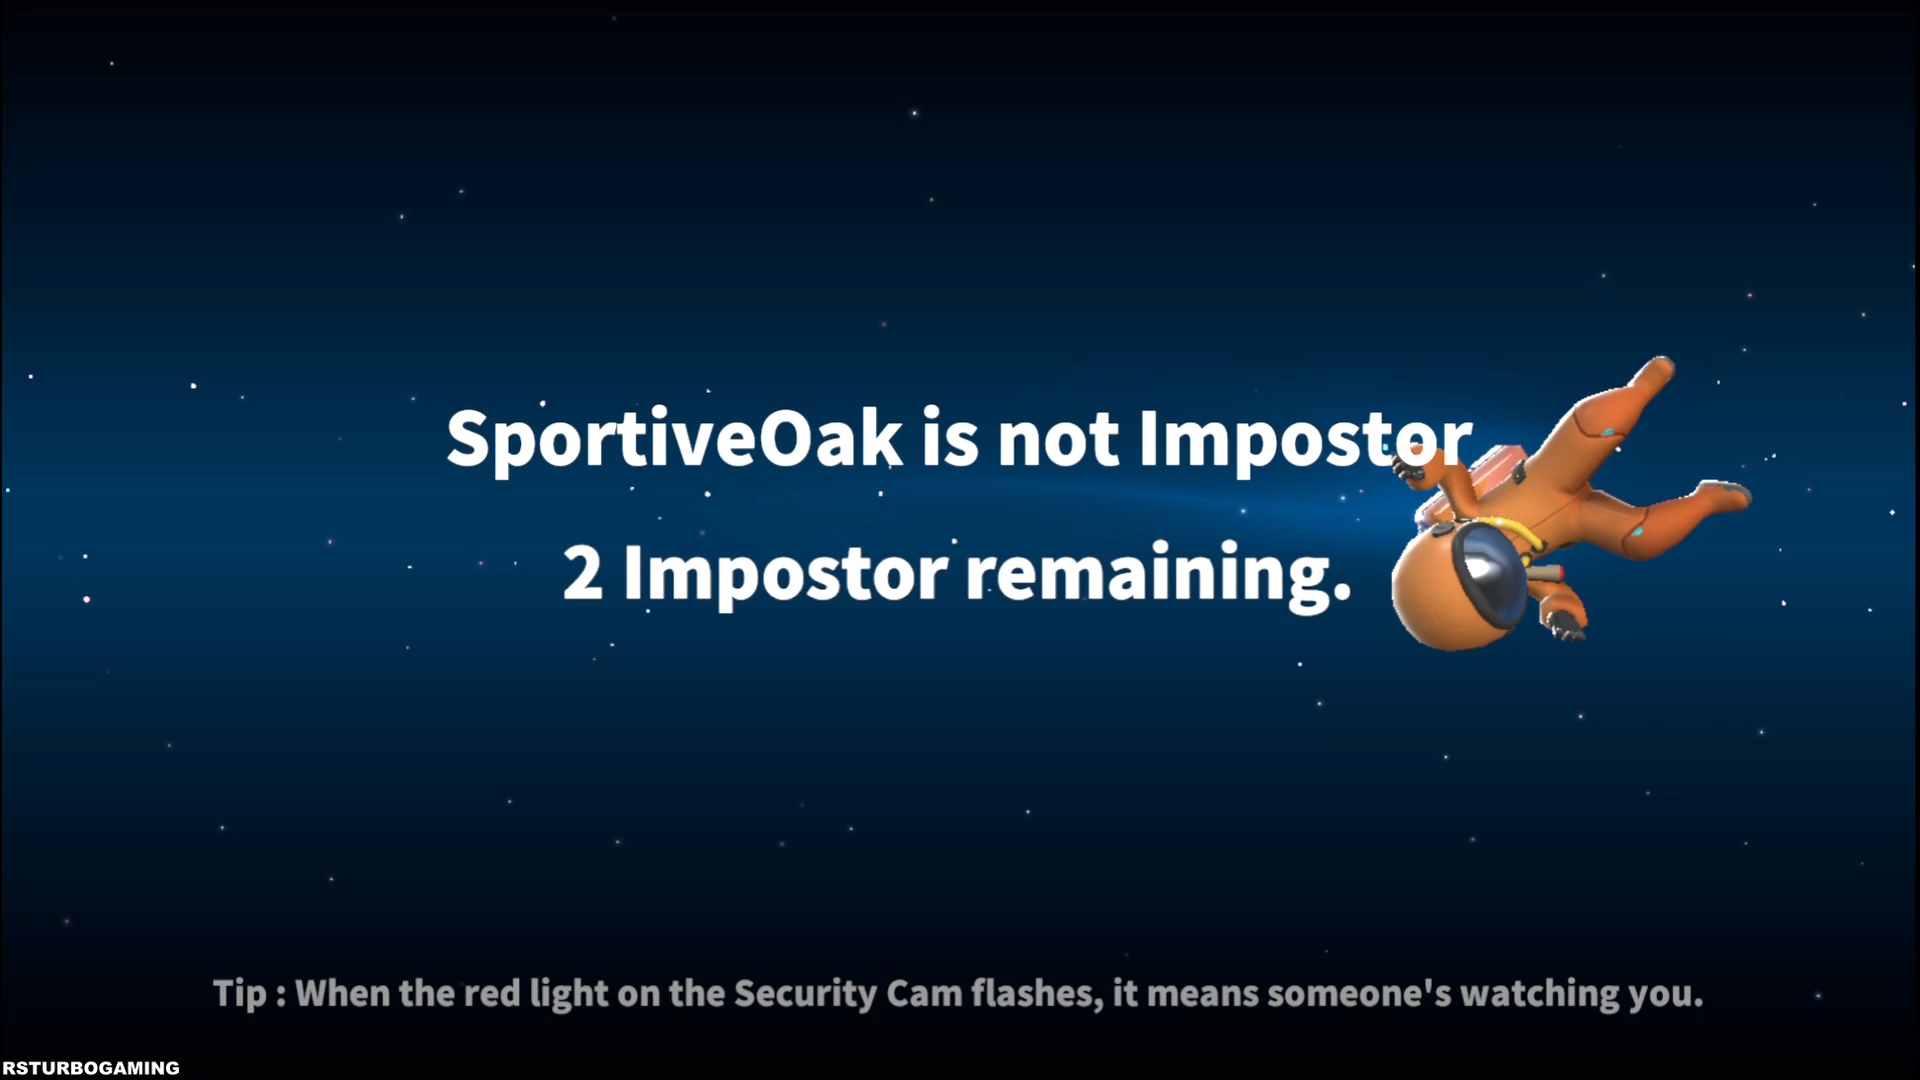 SportiveOak is not Impostor
2 Impostor remaining.
Tip : When the red light on the Security Cam flashes, it means someone's watching you.
RSTURBOGAMING